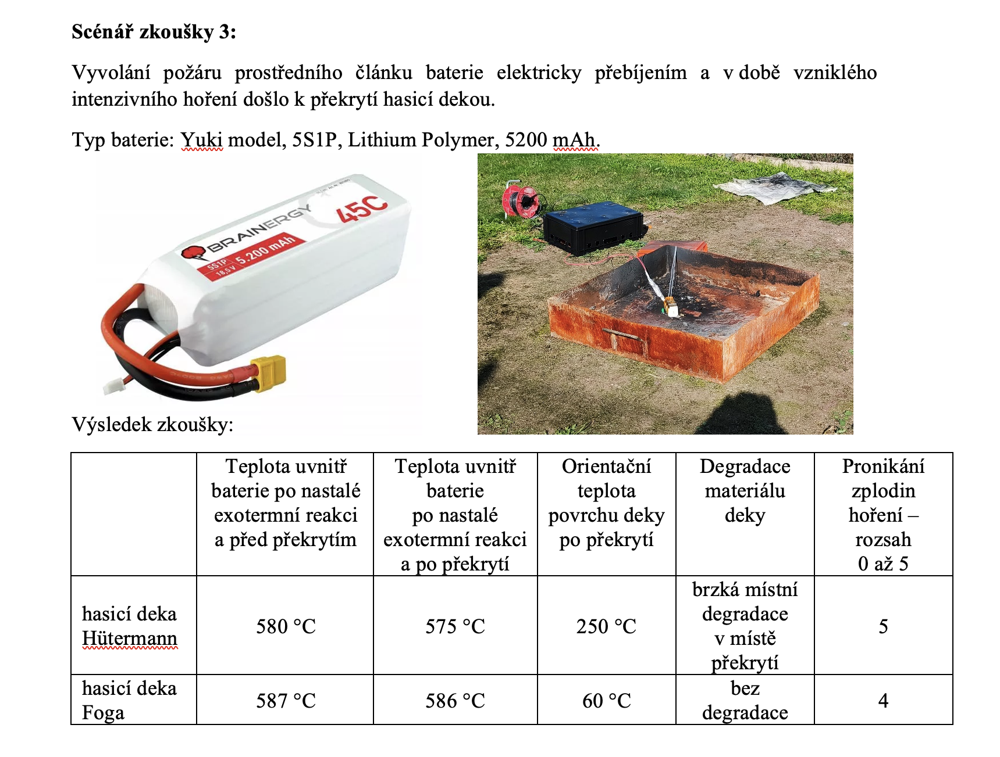 Scénář zkoušky 3:
Vyvolání požáru prostředního článku baterie elektricky přebíjením a v době vzniklého
intenzivního hoření došlo k překrytí hasicí dekou.
Typ baterie: Yuki model, 5S1P, Lithium Polymer, 5200 mAh.
BRAINERGY
45C
5S1P
18,5 V
5.200 mAh
Výsledek zkoušky:
Teplota uvnitř
baterie po nastalé
exotermní reakci
a před překrytím
Teplota uvnitř
baterie
po nastalé
exotermní reakci
a po překrytí
Orientační
teplota
povrchu deky
po překrytí
Degradace
materiálu
deky
Pronikání
zplodin
hoření –
rozsah
0 až 5
hasicí deka
Hütermann
580 °C
575 °C
250 °C
brzká místní
degradace
v místě
překrytí
5
hasicí deka
Foga
587 °C
586 °C
60 °C
bez
degradace
4